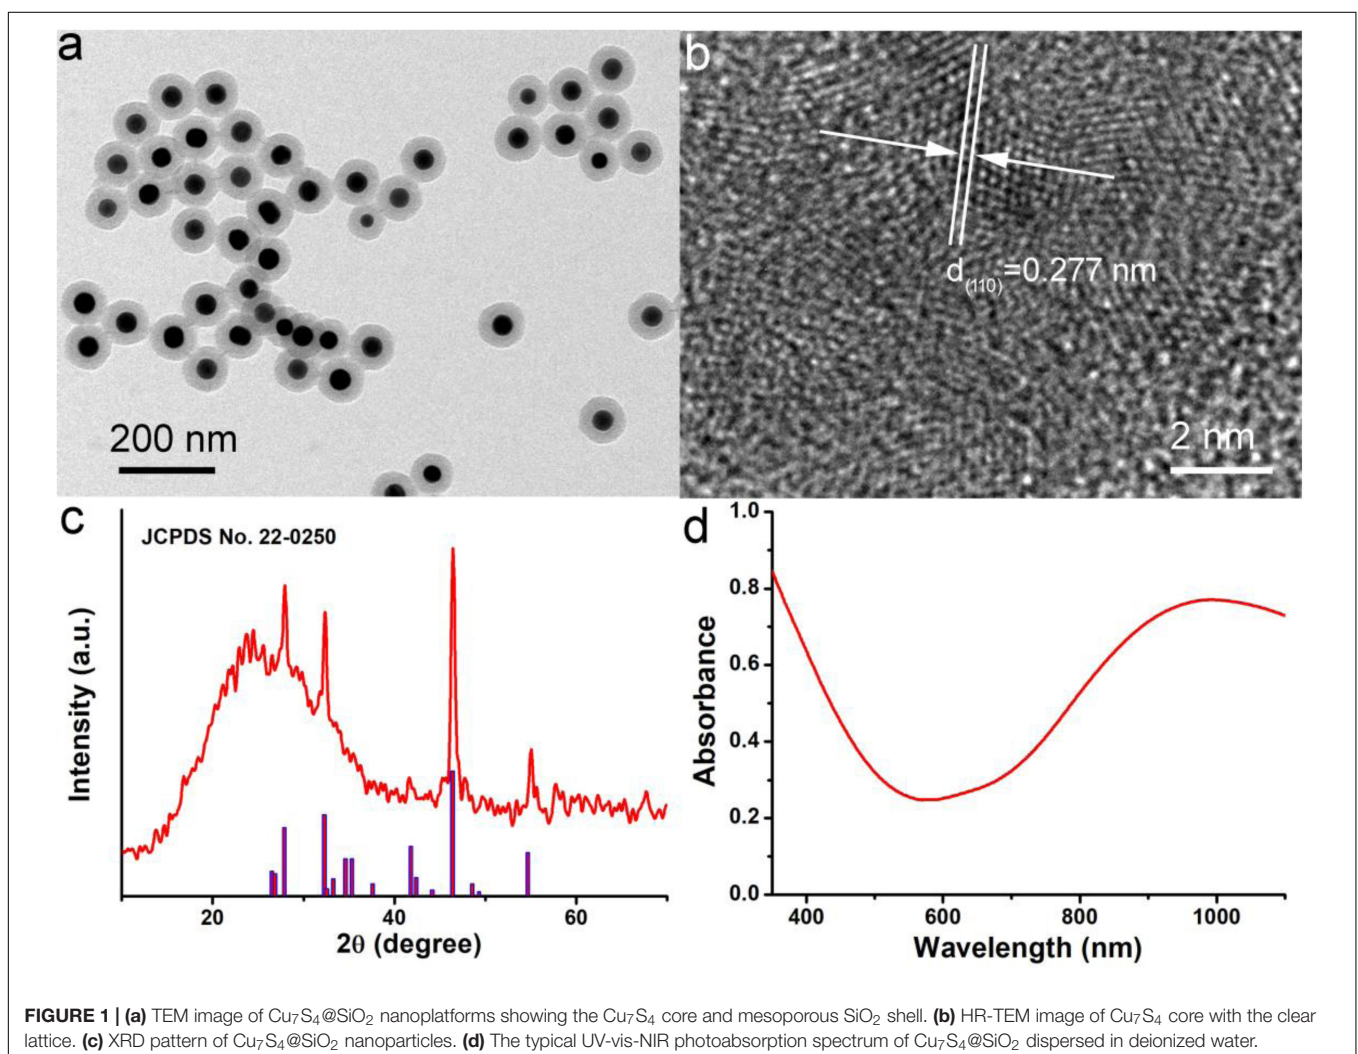 a
200 nm
b
d(110)=0.277 nm
2 nm
c
JCPDS No. 22-0250
Intensity (a.u.)
20 40 60
2θ (degree)
d
1.0
0.8
0.6
0.4
0.2
0.0
Absorbance
400 600 800 1000
Wavelength (nm)
FIGURE 1 | (a) TEM image of Cu7S4@SiO2 nanoplatforms showing the Cu7S4 core and mesoporous SiO2 shell. (b) HR-TEM image of Cu7S4 core with the clear
lattice. (c) XRD pattern of Cu7S4@SiO2 nanoparticles. (d) The typical UV-vis-NIR photoabsorption spectrum of Cu7S4@SiO2 dispersed in deionized water.